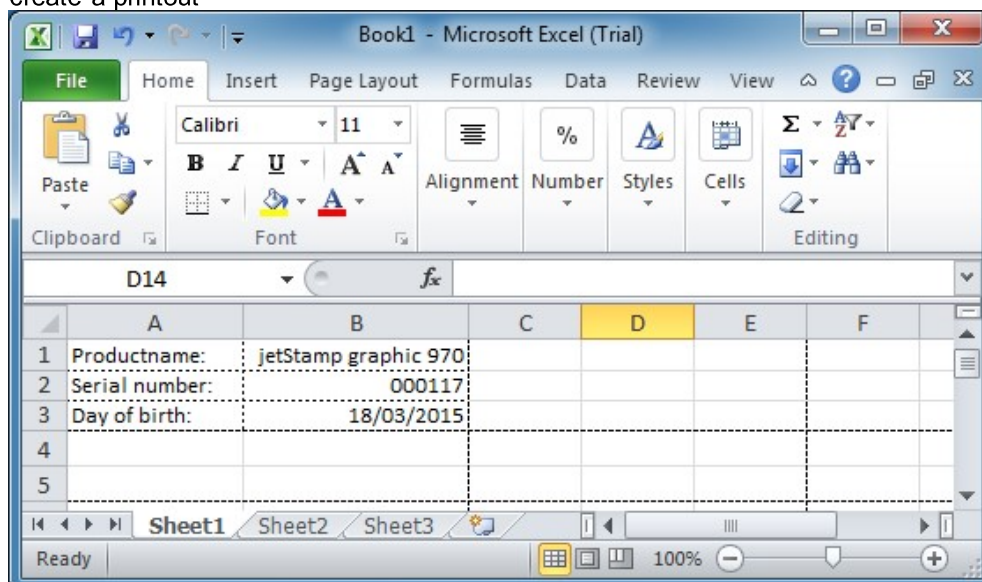 create a printout
Book1 - Microsoft Excel (Trial)
File Home Insert Page Layout Formulas Data Review View
Calibri 11
% Σ
B I U A A A
Paste Alignment Number Styles Cells
Clipboard Font Editing
D14 fx
A B C D E F
1 Productname: jetStamp graphic 970
2 Serial number: 000117
3 Day of birth: 18/03/2015
4
5
Sheet1 Sheet2 Sheet3
Ready 100%